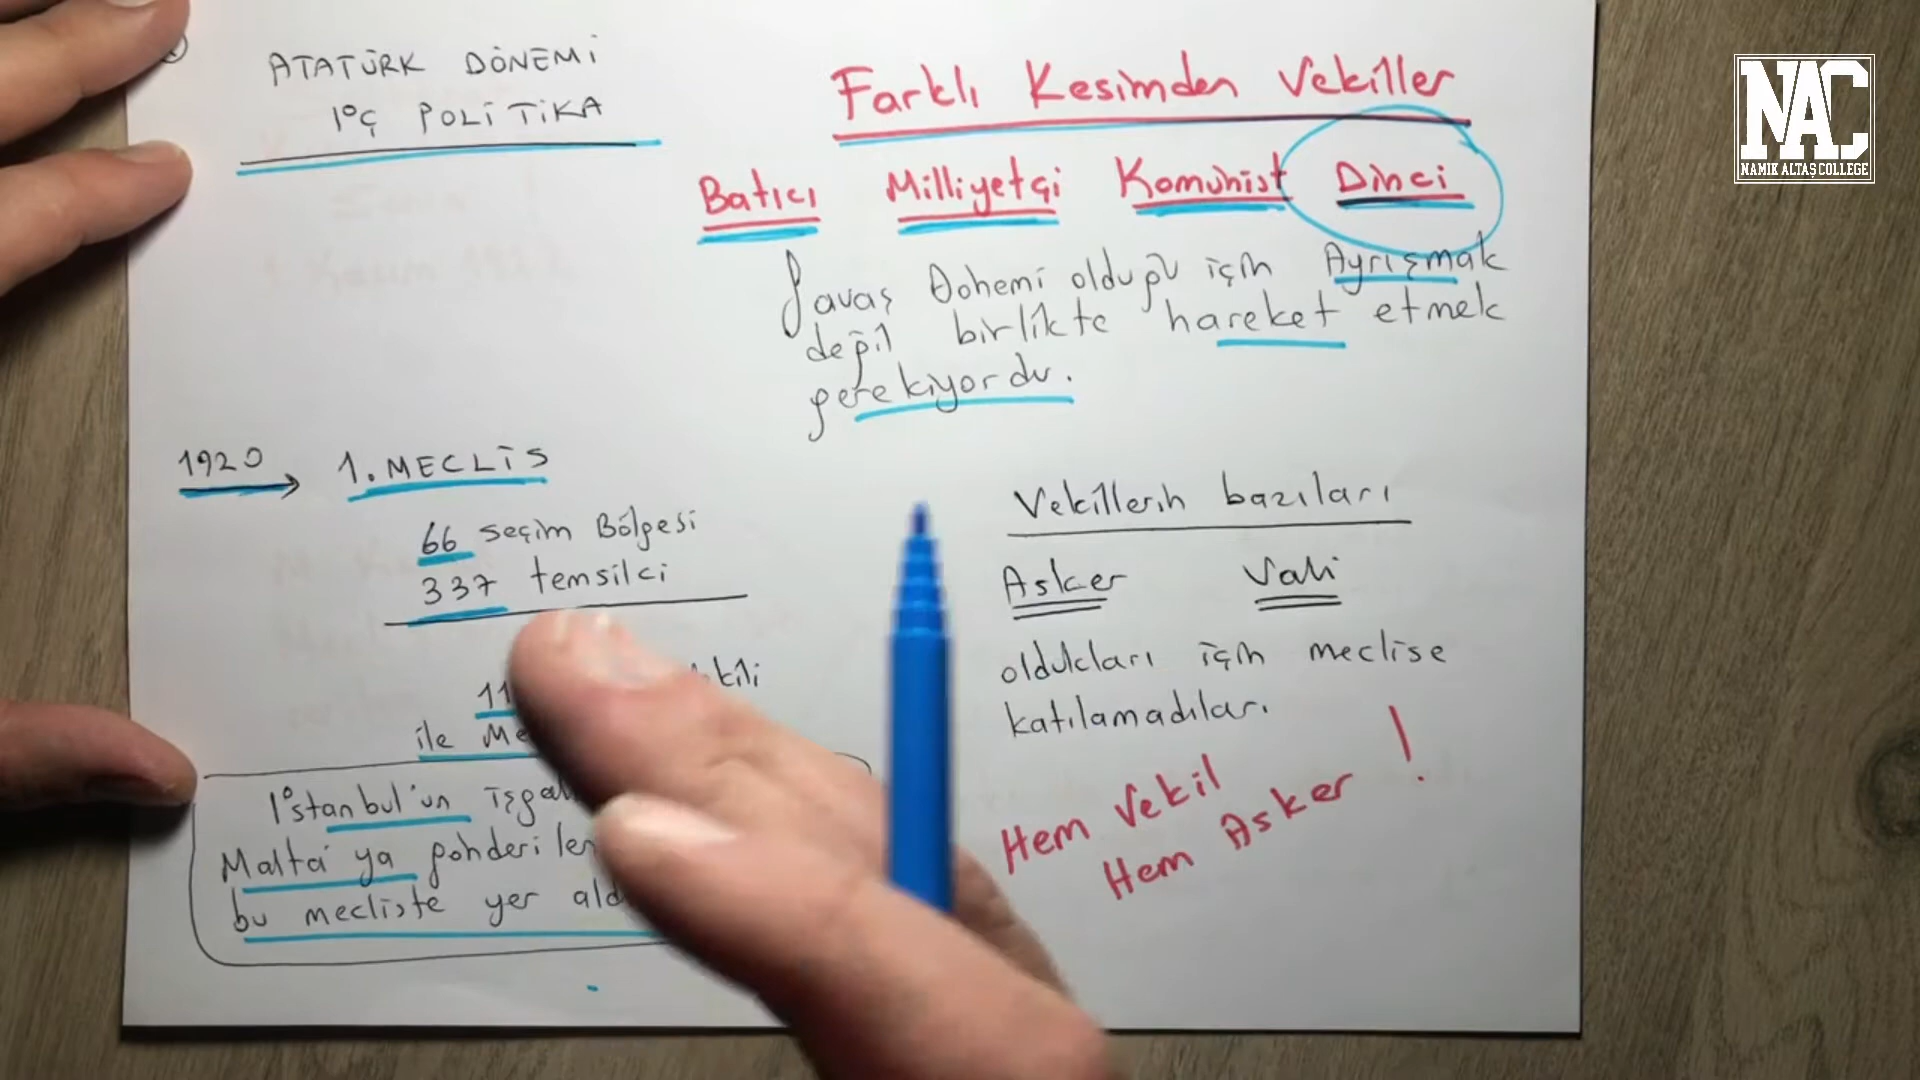 ATATÜRK DÖNEMİ
İÇ POLİTİKA
Farklı Kesimden Vekiller
Batıcı Milliyetçi Komünist Dinci
Savaş Dönemi olduğu için Ayrışmak
değil birlikte hareket etmek
gerekiyordu.
1920 → 1. MECLİS
66 seçim Bölgesi
337 temsilci
ile
İstanbul'un
Malta'ya
bu mecliste yer
Vekillerin bazıları
Asker Vali
oldukları için meclise
katılamadılar.
Hem Vekil
Hem Asker !
NAC
NAMIK ALTAŞ COLLEGE